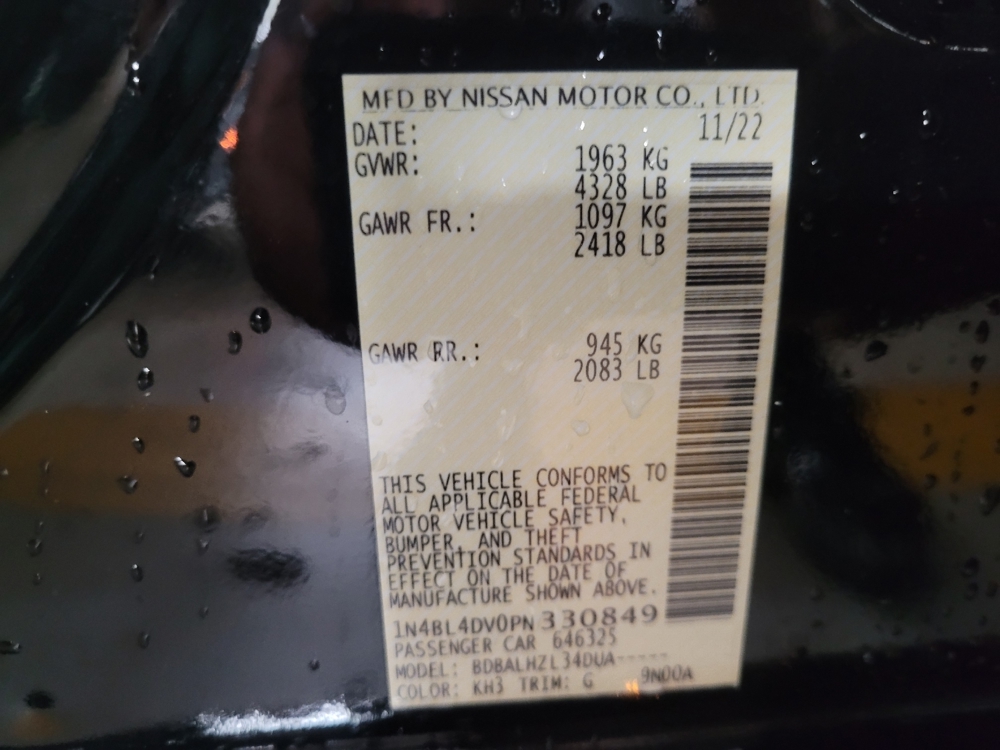 MFD BY NISSAN MOTOR CO., LTD.
DATE: 11/22
GVWR: 1963 KG
4328 LB
GAWR FR.: 1097 KG
2418 LB
GAWR RR.: 945 KG
2083 LB
THIS VEHICLE CONFORMS TO
ALL APPLICABLE FEDERAL
MOTOR VEHICLE SAFETY,
BUMPER, AND THEFT
PREVENTION STANDARDS IN
EFFECT ON THE DATE OF
MANUFACTURE SHOWN ABOVE.
1N4BL4DV0PN330849
PASSENGER CAR 646325
MODEL: BDBALHZL34DUA-----
COLOR: KH3 TRIM: G 9N00A